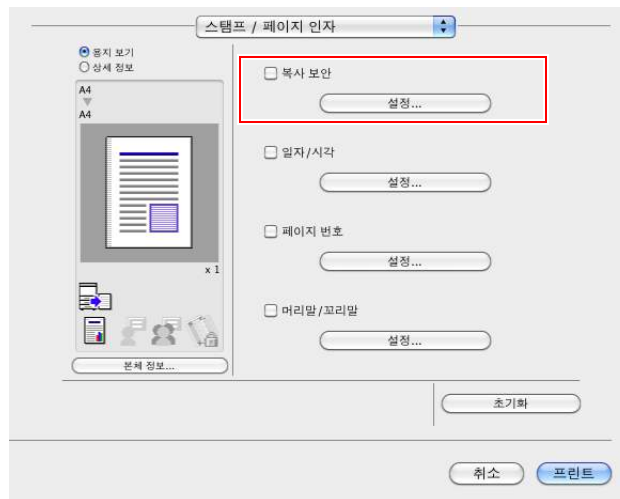 스탬프 / 페이지 인자
용지 보기
상세 정보
A4
A4
x 1
본체 정보...
복사 보안
설정...
일자/시각
설정...
페이지 번호
설정...
머리말/꼬리말
설정...
초기화
취소
프린트